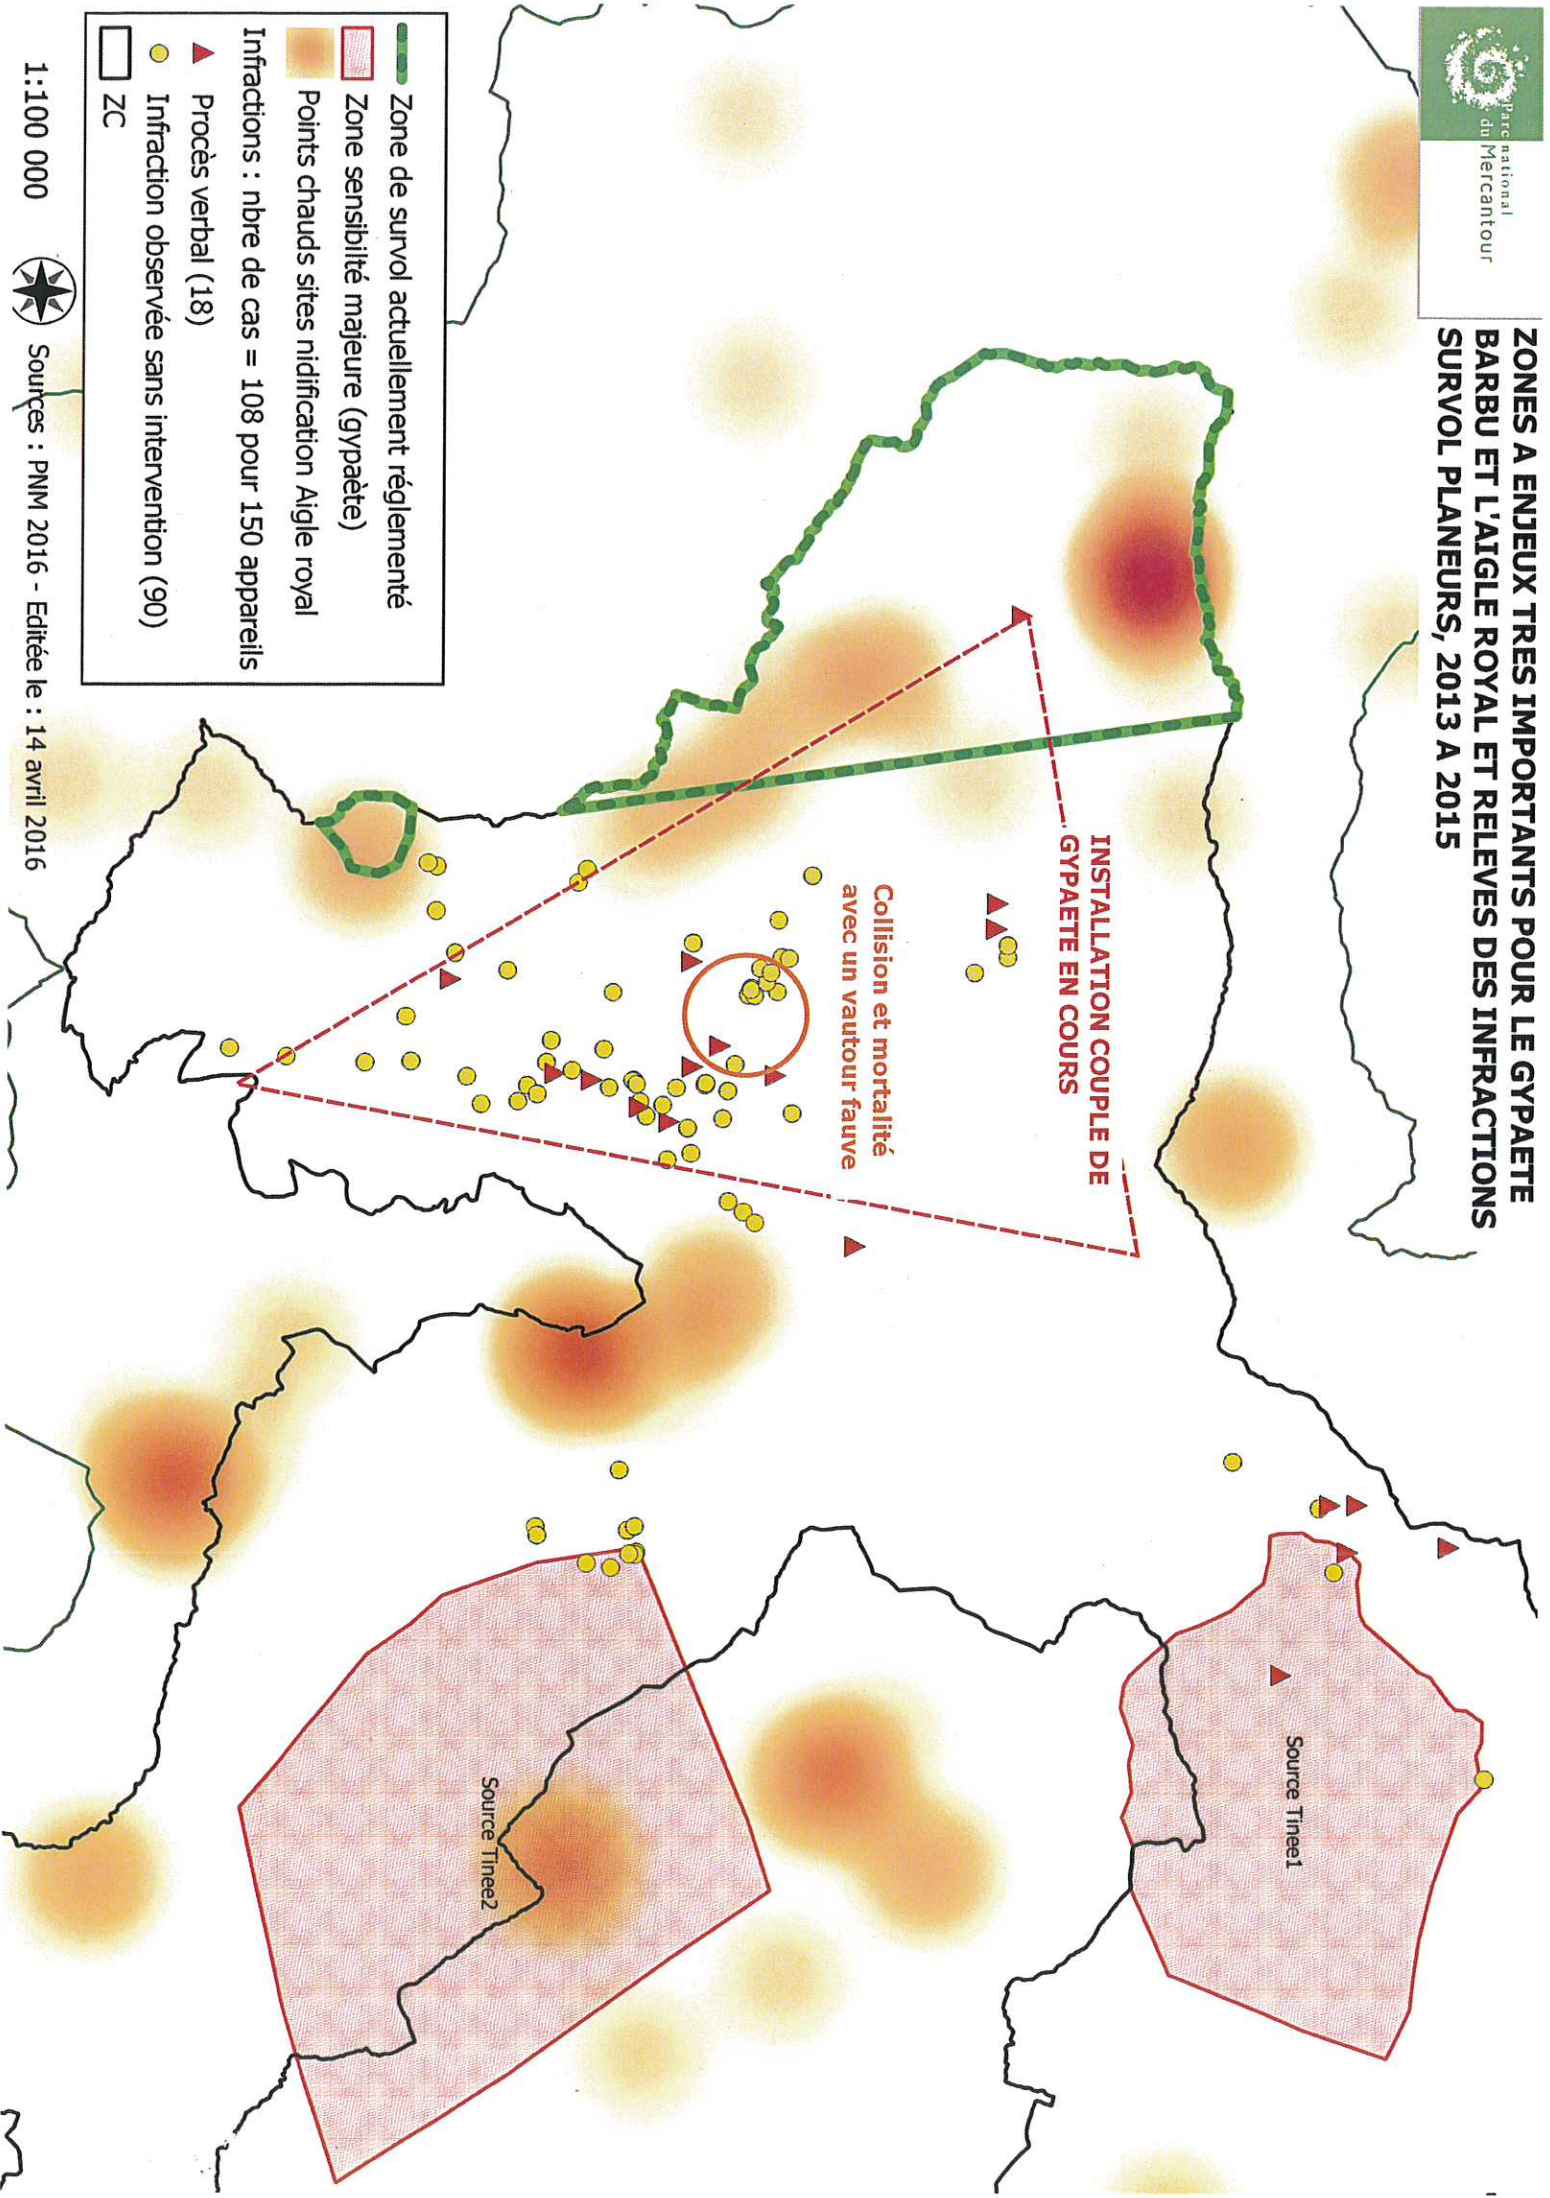 Parc national
du Mercantour
ZONES A ENJEUX TRES IMPORTANTS POUR LE GYPAETE
BARBU ET L'AIGLE ROYAL ET RELEVES DES INFRACTIONS
SURVOL PLANEURS, 2013 A 2015
INSTALLATION COUPLE DE
GYPAETE EN COURS
Collision et mortalité
avec un vautour fauve
Source Tinee1
Source Tinee2
Zone de survol actuellement réglementé
Zone sensibilté majeure (gypaète)
Points chauds sites nidification Aigle royal
Infractions : nbre de cas = 108 pour 150 appareils
Procès verbal (18)
Infraction observée sans intervention (90)
ZC
1:100 000
Sources : PNM 2016 - Editée le : 14 avril 2016